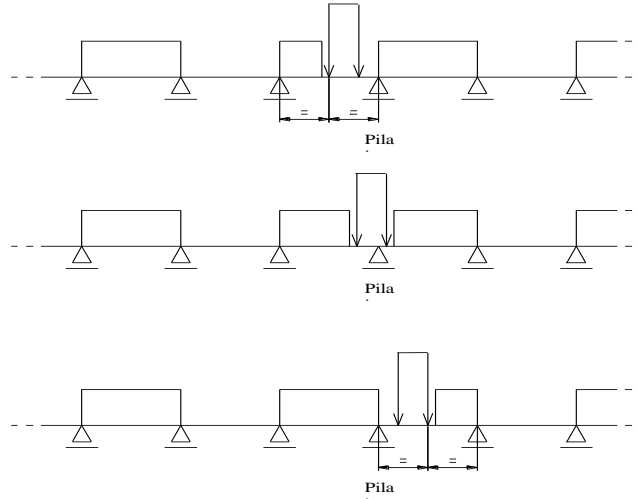 = =
Pila
Pila
= =
Pila